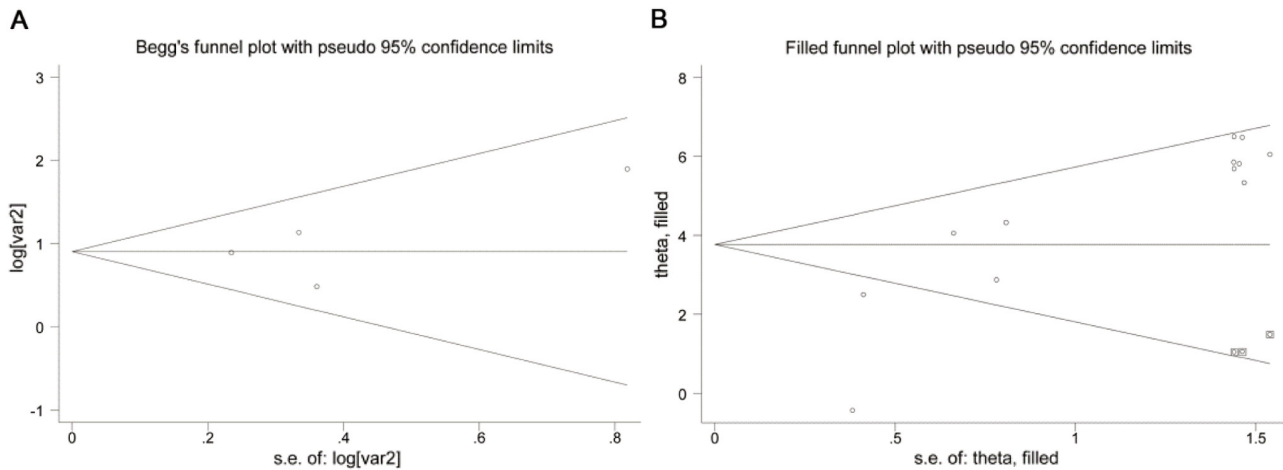 A
Begg's funnel plot with pseudo 95% confidence limits
3
2
1
0
-1
log[var2]
0
.2
.4
.6
.8
s.e. of: log[var2]
B
Filled funnel plot with pseudo 95% confidence limits
8
6
4
2
0
theta, filled
0
.5
1
1.5
s.e. of: theta, filled